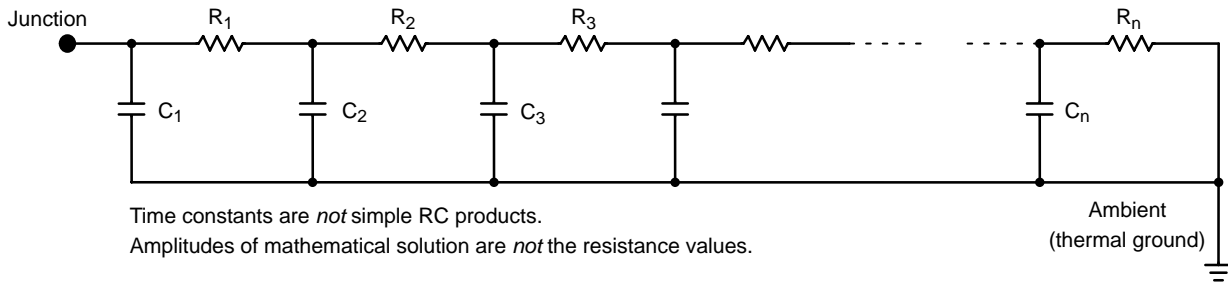 Junction
R1
R2
R3
Rn
C1
C2
C3
Cn
Time constants are not simple RC products.
Amplitudes of mathematical solution are not the resistance values.
Ambient
(thermal ground)